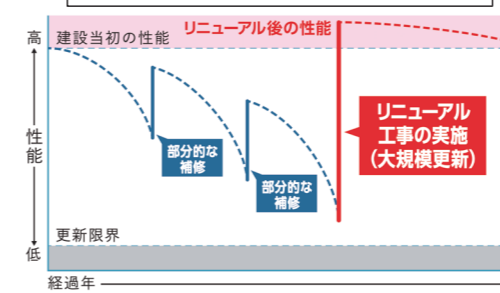 リニューアル後の性能
高
建設当初の性能
性能
リニューアル
工事の実施
（大規模更新）
部分的な
補修
部分的な
補修
更新限界
低
経過年